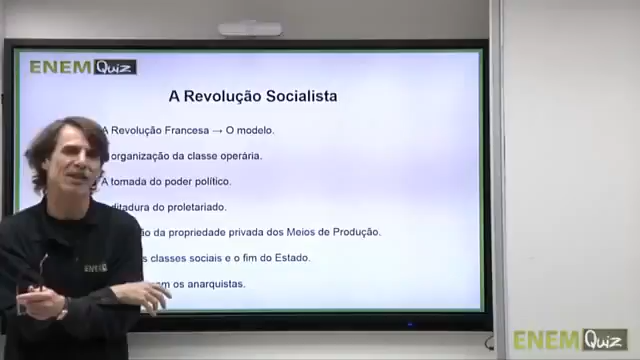 ENEM Quiz
A Revolução Socialista
A Revolução Francesa → O modelo.
organização da classe operária.
A tomada do poder político.
ditadura do proletariado.
da propriedade privada dos Meios de Produção.
classes sociais e o fim do Estado.
os anarquistas.
ENEM
ENEM Quiz